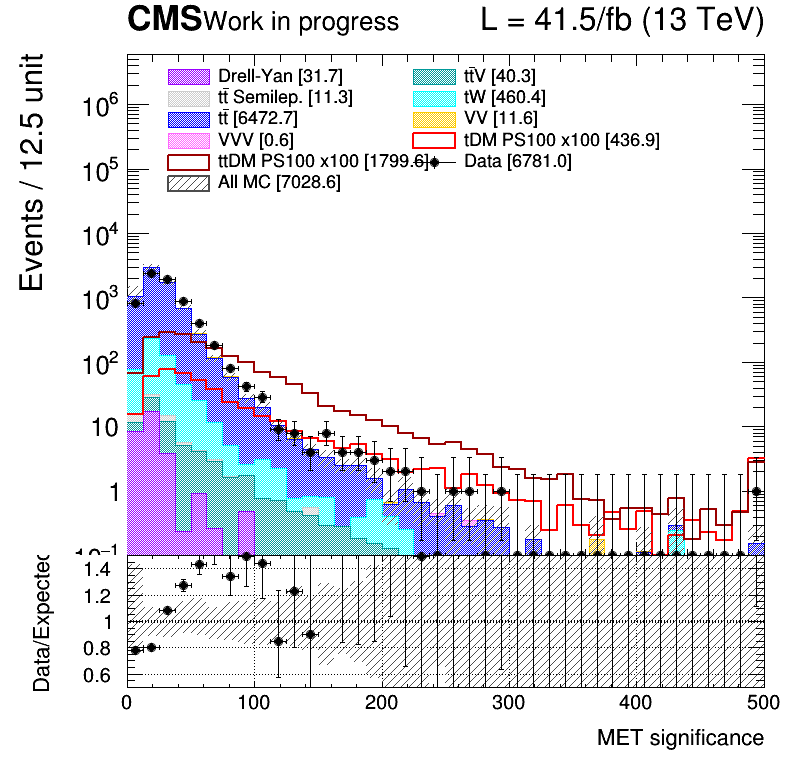 CMS Work in progress L = 41.5/fb (13 TeV)
Drell-Yan [31.7] tt̄V [40.3]
tt̄ Semilep. [11.3] tW [460.4]
tt̄ [6472.7] VV [11.6]
VVV [0.6] tDM PS100 x100 [436.9]
ttDM PS100 x100 [1799.6] Data [6781.0]
All MC [7028.6]
Events / 12.5 unit
10⁶
10⁵
10⁴
10³
10²
10
1
10⁻¹
Data/Expected
1.4
1.2
1
0.8
0.6
0 100 200 300 400 500
MET significance